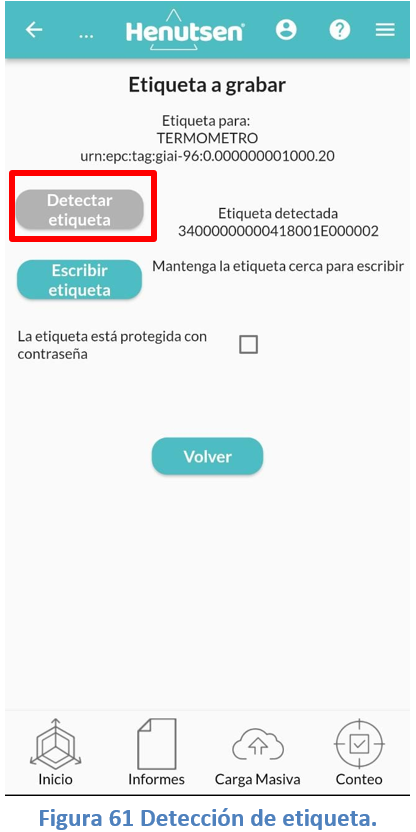 ...
Henutsen
Etiqueta a grabar
Etiqueta para:
TERMOMETRO
urn:epc:tag:giai-96:0.000000001000.20
Detectar
etiqueta
Etiqueta detectada
34000000000418001E000002
Escribir
etiqueta
Mantenga la etiqueta cerca para escribir
La etiqueta está protegida con
contraseña
Volver
Inicio
Informes
Carga Masiva
Conteo
Figura 61 Detección de etiqueta.